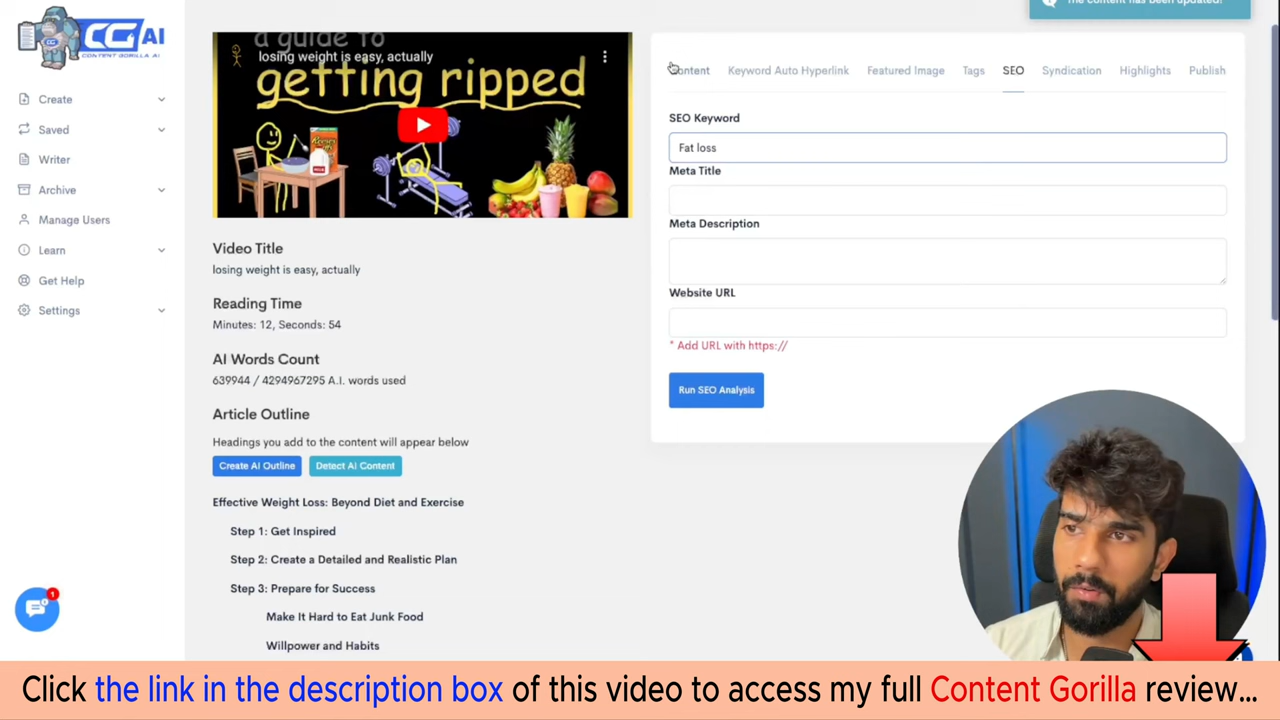 The content has been updated!
CG AI
CONTENT GORILLA AI
Create
Saved
Writer
Archive
Manage Users
Learn
Get Help
Settings
1
a guide to
losing weight is easy, actually
getting ripped
Video Title
losing weight is easy, actually
Reading Time
Minutes: 12, Seconds: 54
AI Words Count
639944 / 4294967295 A.I. words used
Article Outline
Headings you add to the content will appear below
Create AI Outline
Detect AI Content
Effective Weight Loss: Beyond Diet and Exercise
Step 1: Get Inspired
Step 2: Create a Detailed and Realistic Plan
Step 3: Prepare for Success
Make It Hard to Eat Junk Food
Willpower and Habits
Content Keyword Auto Hyperlink Featured Image Tags SEO Syndication Highlights Publish
SEO Keyword
Fat loss
Meta Title
Meta Description
Website URL
* Add URL with https://
Run SEO Analysis
Click the link in the description box of this video to access my full Content Gorilla review...